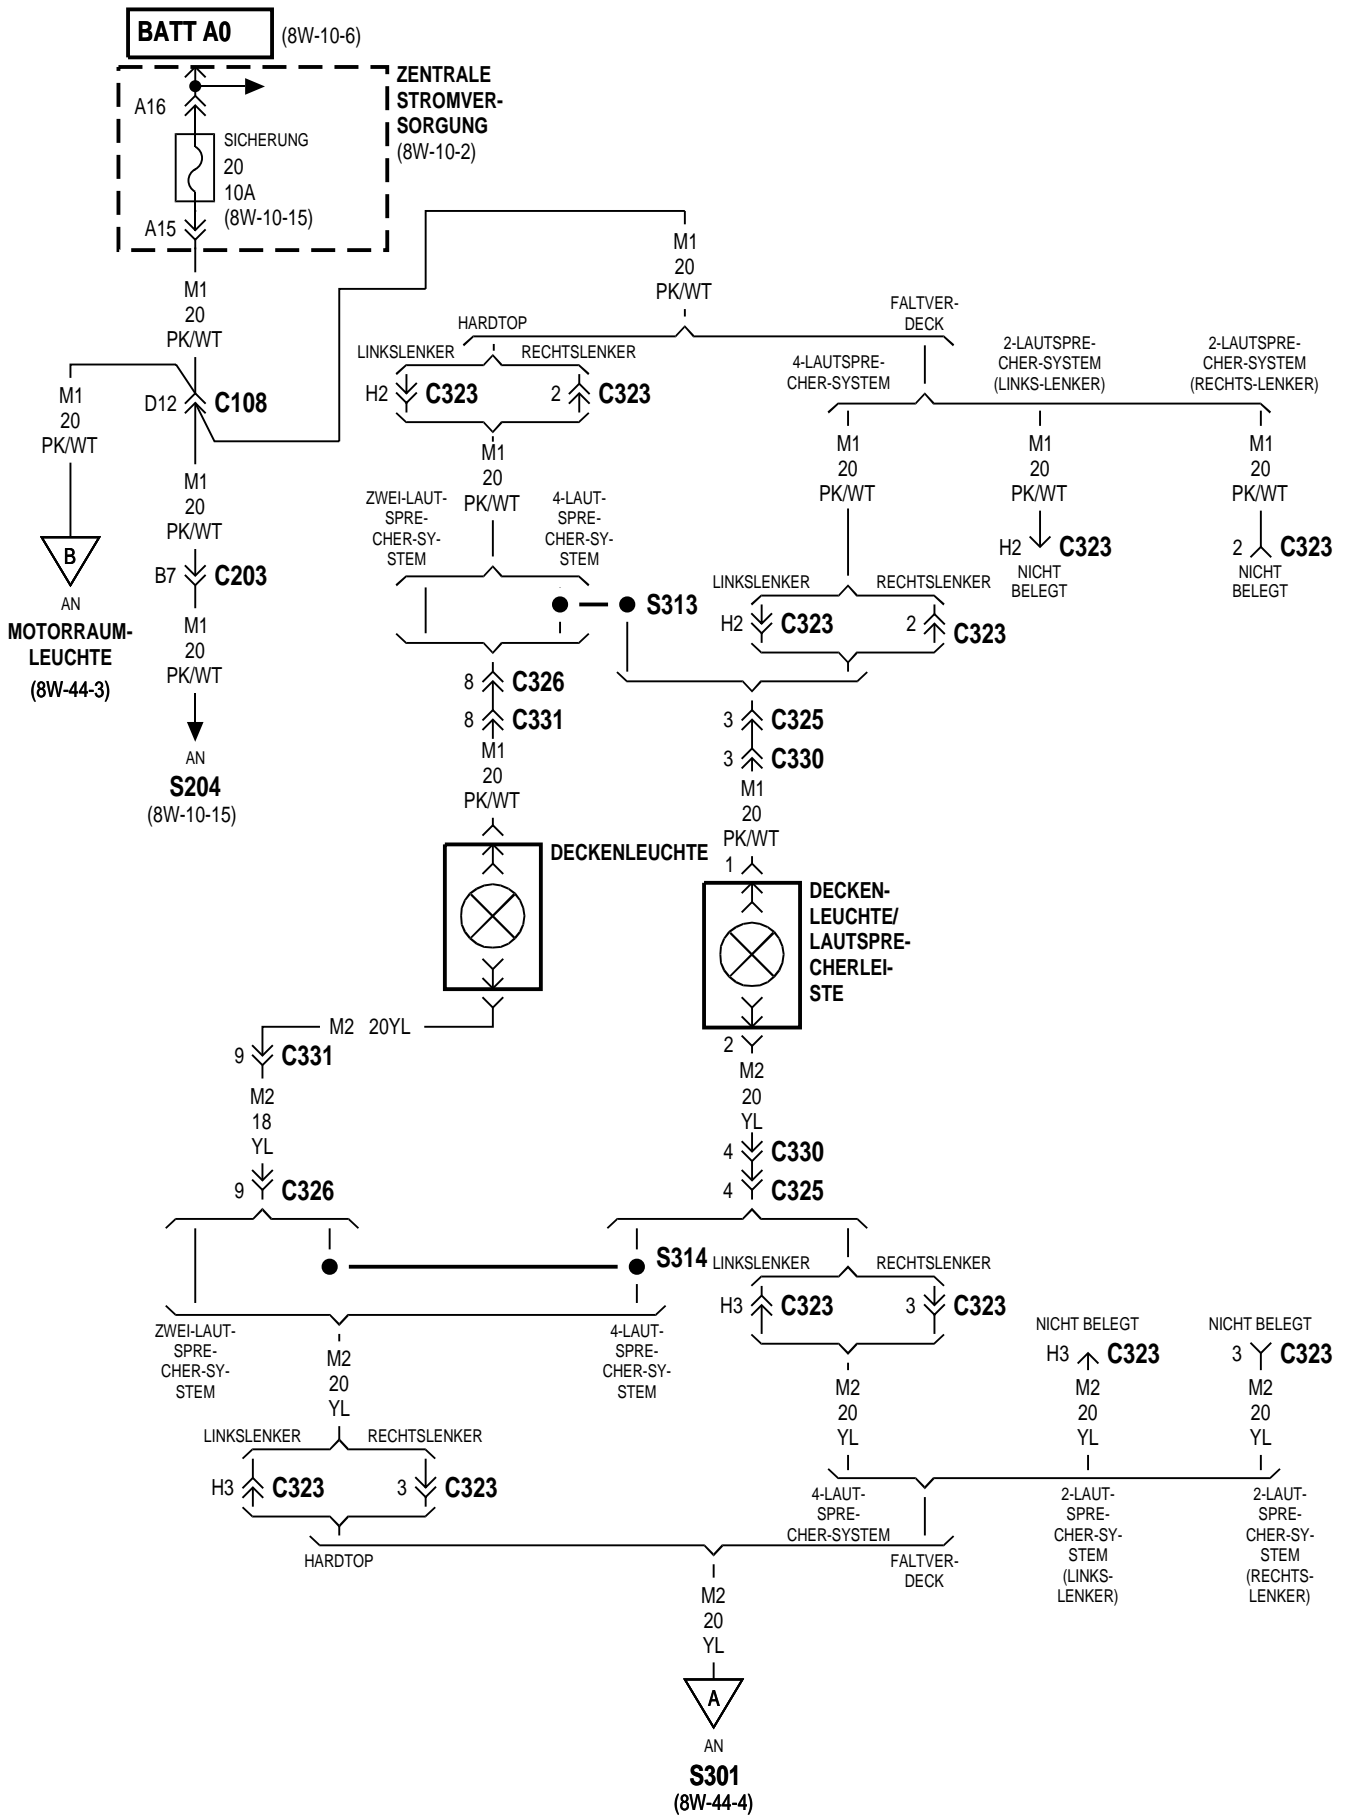 BATT A0
(8W-10-6)
ZENTRALE
STROMVER-
SORGUNG
(8W-10-2)
A16
SICHERUNG
20
10A
(8W-10-15)
A15
M1
20
PK/WT
M1
20
PK/WT
HARDTOP
FALTVER-
DECK
LINKSLENKER
RECHTSLENKER
H2
C323
2
C323
4-LAUTSPRE-
CHER-SYSTEM
2-LAUTSPRE-
CHER-SYSTEM
(LINKS-LENKER)
2-LAUTSPRE-
CHER-SYSTEM
(RECHTS-LENKER)
M1
20
PK/WT
D12
C108
M1
20
PK/WT
M1
20
PK/WT
M1
20
PK/WT
M1
20
PK/WT
M1
20
PK/WT
ZWEI-LAUT-
SPRE-
CHER-SY-
STEM
4-LAUT-
SPRE-
CHER-SY-
STEM
B
AN
MOTORRAUM-
LEUCHTE
(8W-44-3)
B7
C203
M1
20
PK/WT
AN
S204
(8W-10-15)
H2
C323
NICHT
BELEGT
2
C323
NICHT
BELEGT
S313
LINKSLENKER
RECHTSLENKER
H2
C323
2
C323
8
C326
8
C331
M1
20
PK/WT
3
C325
3
C330
M1
20
PK/WT
1
DECKENLEUCHTE
DECKEN-
LEUCHTE/
LAUTSPRE-
CHERLEI-
STE
M2 20YL
9
C331
M2
18
YL
9
C326
2
M2
20
YL
4
C330
4
C325
S314
LINKSLENKER
RECHTSLENKER
H3
C323
3
C323
ZWEI-LAUT-
SPRE-
CHER-SY-
STEM
4-LAUT-
SPRE-
CHER-SY-
STEM
M2
20
YL
NICHT BELEGT
H3
C323
NICHT BELEGT
3
C323
M2
20
YL
M2
20
YL
M2
20
YL
LINKSLENKER
RECHTSLENKER
H3
C323
3
C323
4-LAUT-
SPRE-
CHER-SYSTEM
2-LAUT-
SPRE-
CHER-SY-
STEM
(LINKS-
LENKER)
2-LAUT-
SPRE-
CHER-SY-
STEM
(RECHTS-
LENKER)
HARDTOP
FALTVER-
DECK
M2
20
YL
A
AN
S301
(8W-44-4)